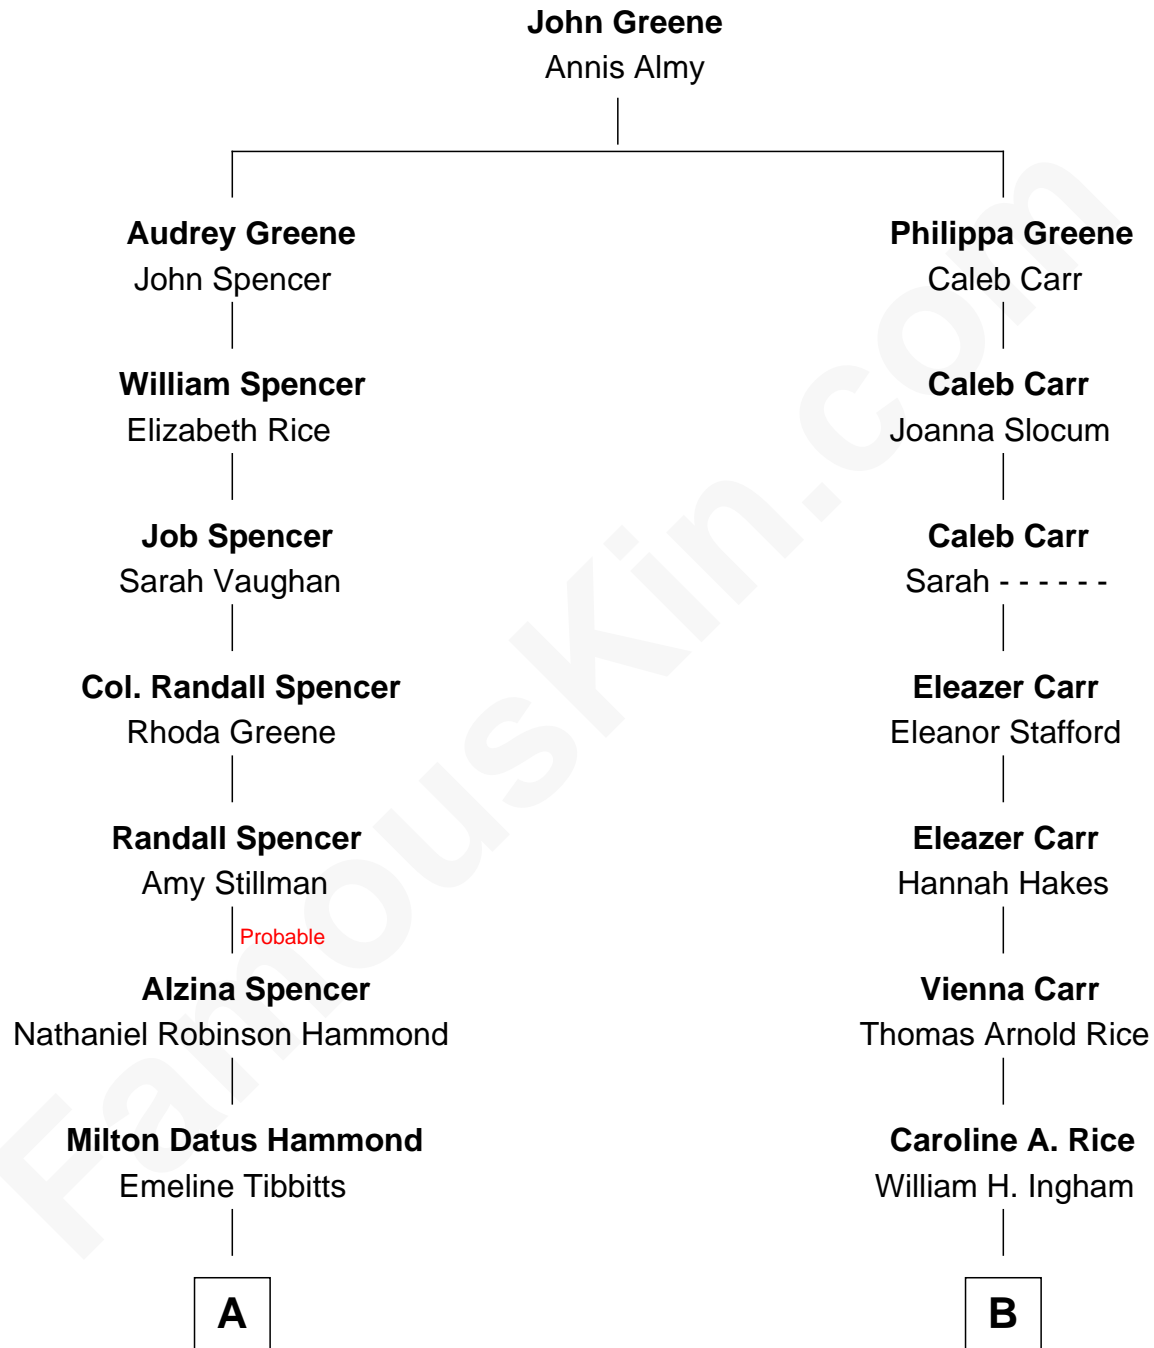 John Greene
Annis Almy
Audrey Greene
John Spencer
Philippa Greene
Caleb Carr
William Spencer
Elizabeth Rice
Caleb Carr
Joanna Slocum
Job Spencer
Sarah Vaughan
Caleb Carr
Sarah - - - - - -
Col. Randall Spencer
Rhoda Greene
Eleazer Carr
Eleanor Stafford
Randall Spencer
Amy Stillman
Eleazer Carr
Hannah Hakes
Probable
Alzina Spencer
Nathaniel Robinson Hammond
Vienna Carr
Thomas Arnold Rice
Milton Datus Hammond
Emeline Tibbitts
Caroline A. Rice
William H. Ingham
A
B
FamousKin.com